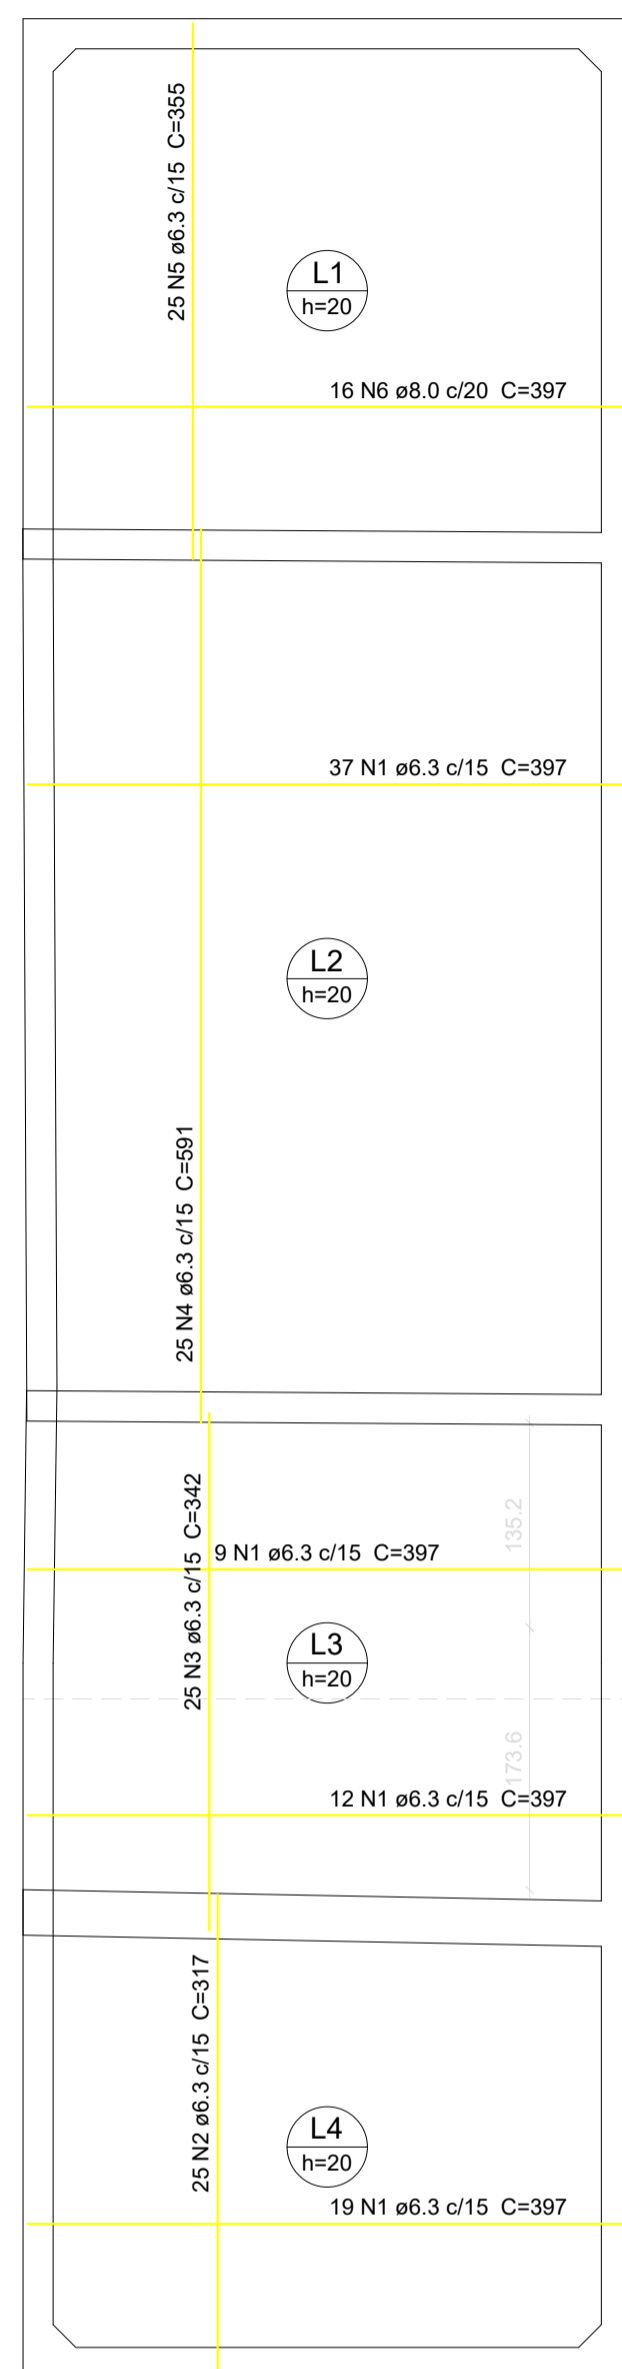 25 N5 ø6.3 c/15 C=355
L1
h=20
16 N6 ø8.0 c/20 C=397
37 N1 ø6.3 c/15 C=397
L2
h=20
25 N4 ø6.3 c/15 C=591
25 N3 ø6.3 c/15 C=342
135.2
9 N1 ø6.3 c/15 C=397
L3
h=20
173.6
12 N1 ø6.3 c/15 C=397
25 N2 ø6.3 c/15 C=317
L4
h=20
19 N1 ø6.3 c/15 C=397